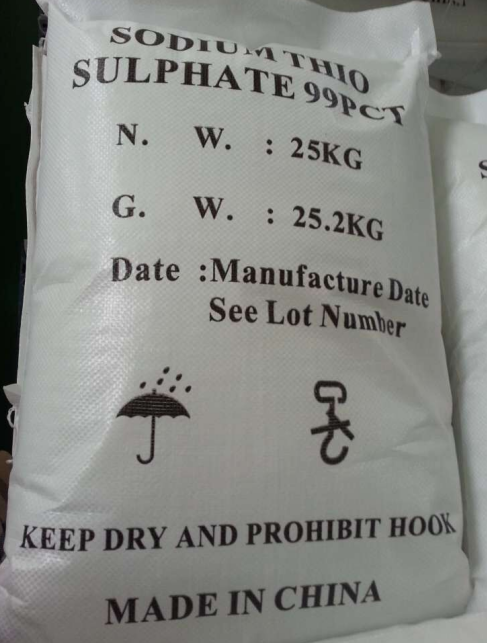 SODIUM THIO
SULPHATE 99PCT
N. W. : 25KG
G. W. : 25.2KG
Date :Manufacture Date
See Lot Number
KEEP DRY AND PROHIBIT HOOK
MADE IN CHINA